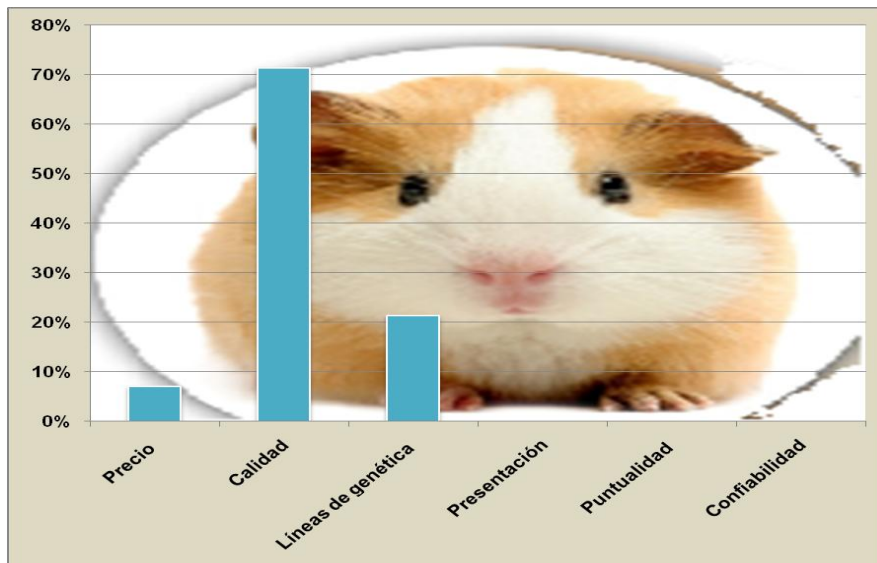 80%
70%
60%
50%
40%
30%
20%
10%
0%
Precio
Calidad
Líneas de genética
Presentación
Puntualidad
Confiabilidad